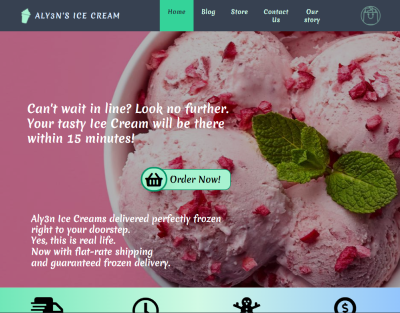 ALY3N'S ICE CREAM
Home
Blog
Store
Contact
Us
Our
story
Can't wait in line? Look no further.
Your tasty Ice Cream will be there
within 15 minutes!
Order Now!
Aly3n Ice Creams delivered perfectly frozen
right to your doorstep.
Yes, this is real life.
Now with flat-rate shipping
and guaranteed frozen delivery.